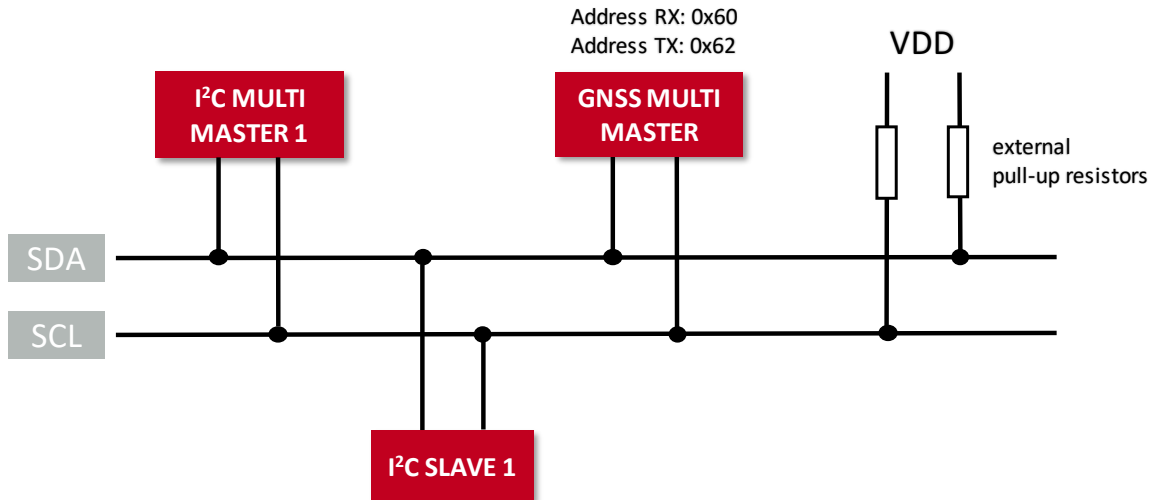 Address RX: 0x60
Address TX: 0x62
VDD
I²C MULTI
MASTER 1
GNSS MULTI
MASTER
external
pull-up resistors
SDA
SCL
I²C SLAVE 1